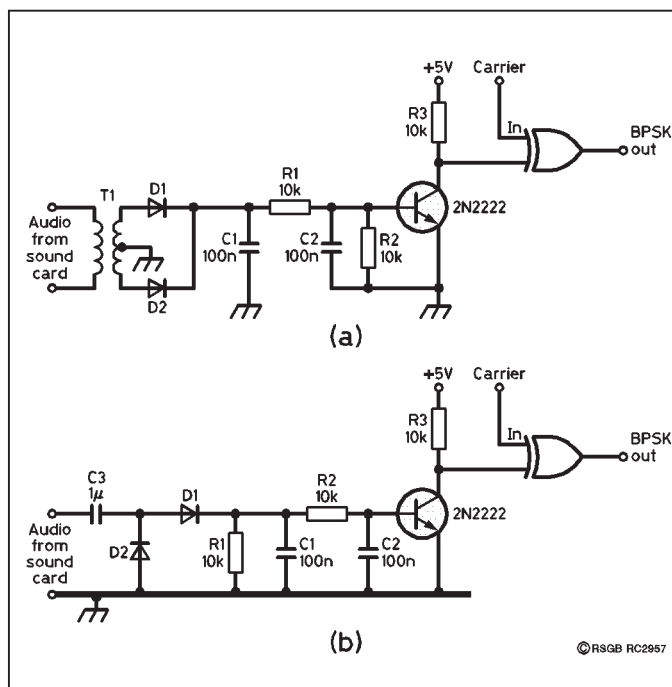 +5V
Carrier
R3
10k
In
BPSK
out
T1
D1
R1
10k
2N2222
Audio
from
sound
card
C1
100n
C2
100n
R2
10k
D2
(a)
+5V
Carrier
R3
10k
In
BPSK
out
C3
1µ
D1
R2
10k
2N2222
Audio
from
sound
card
D2
R1
10k
C1
100n
C2
100n
(b)
©RSGB RC2957